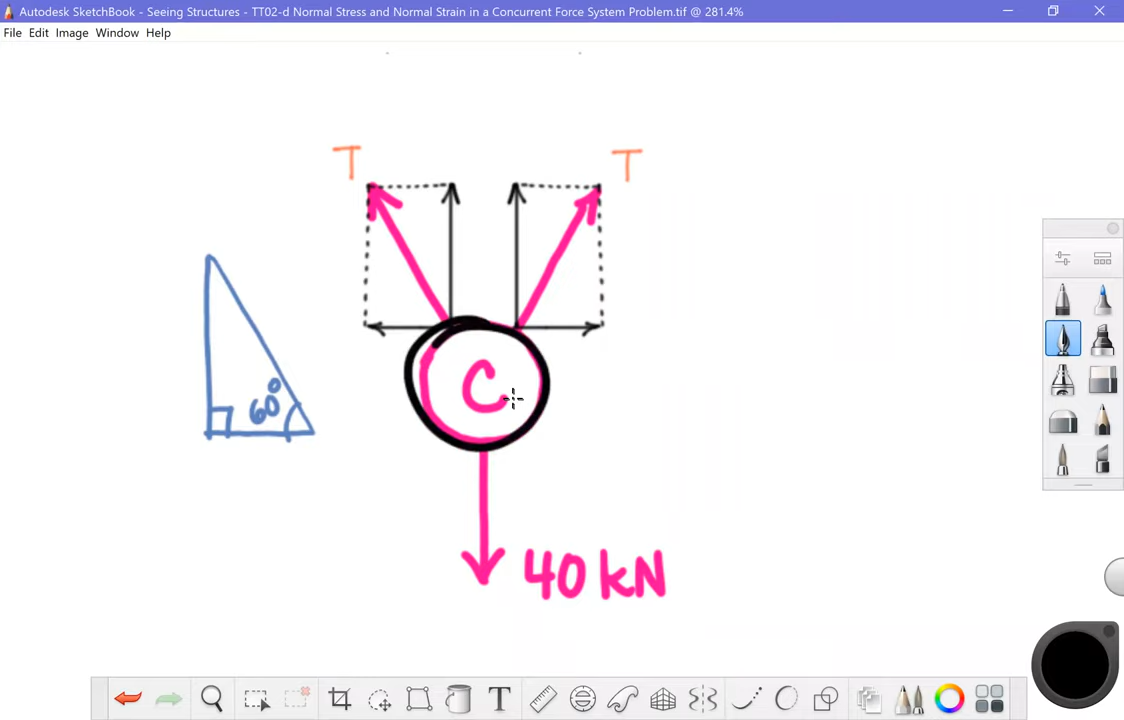 Autodesk SketchBook - Seeing Structures - TT02-d Normal Stress and Normal Strain in a Concurrent Force System Problem.tif @ 281.4%
File Edit Image Window Help
T T
60°
C
40 kN
T